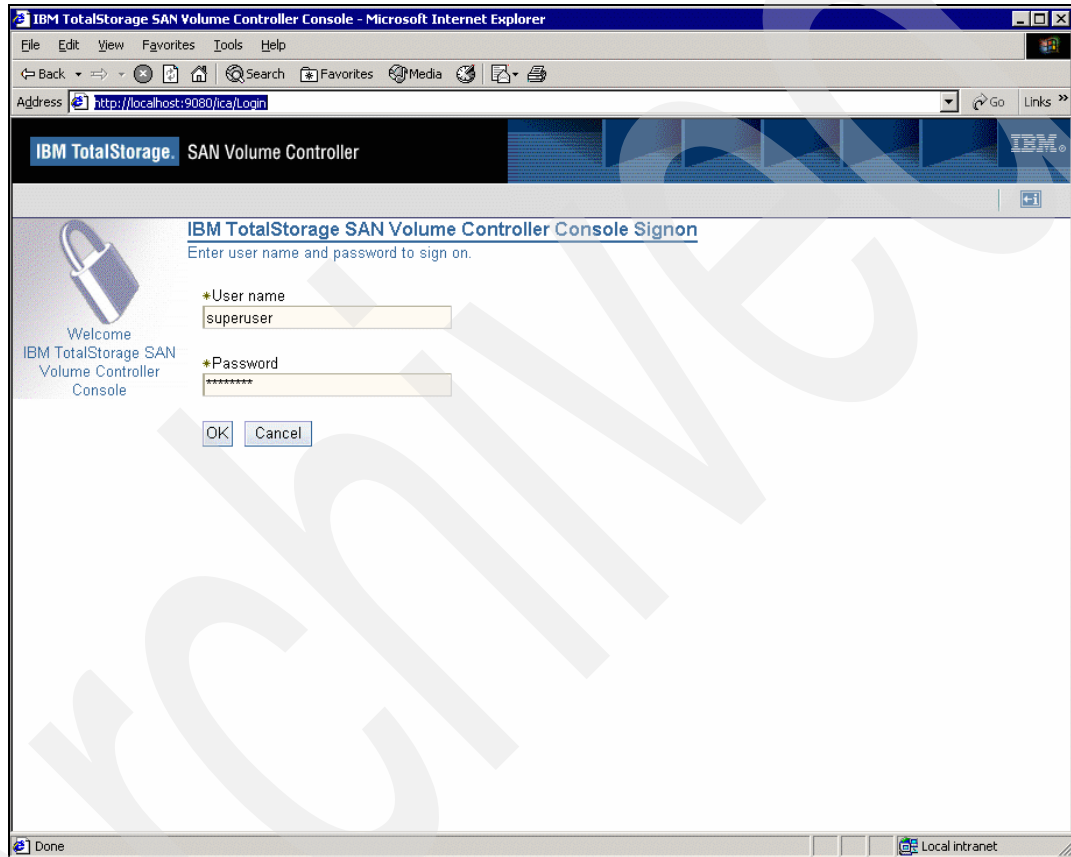 IBM TotalStorage SAN Volume Controller Console - Microsoft Internet Explorer
File Edit View Favorites Tools Help
Back Search Favorites Media
Address http://localhost:9080/ica/Login Go Links »
IBM TotalStorage. SAN Volume Controller IBM®
IBM TotalStorage SAN Volume Controller Console Signon
Enter user name and password to sign on.
*User name
superuser
Welcome
IBM TotalStorage SAN
Volume Controller
Console
*Password
********
OK Cancel
Done Local intranet
rchived